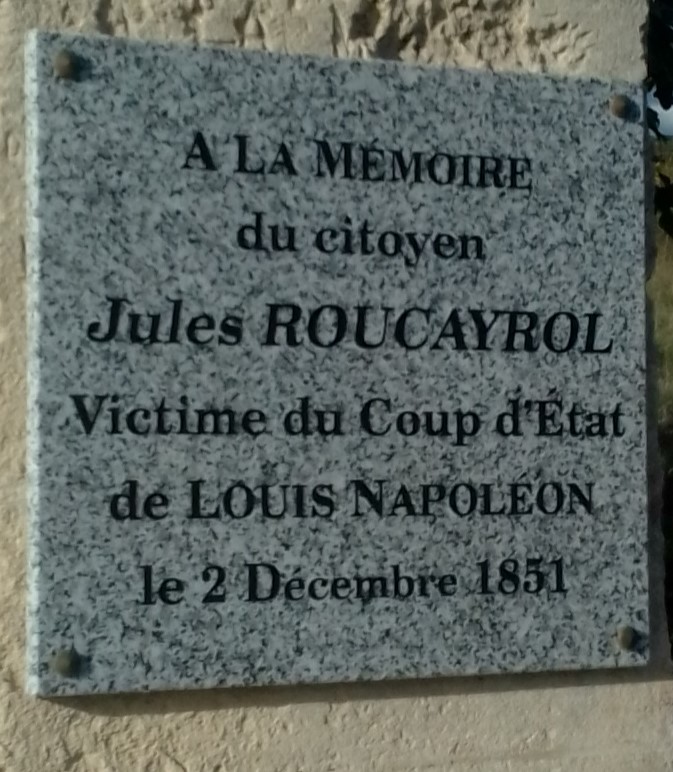 A LA MÉMOIRE
du citoyen
Jules ROUCAYROL
Victime du Coup d'État
de LOUIS NAPOLÉON
le 2 Décembre 1851